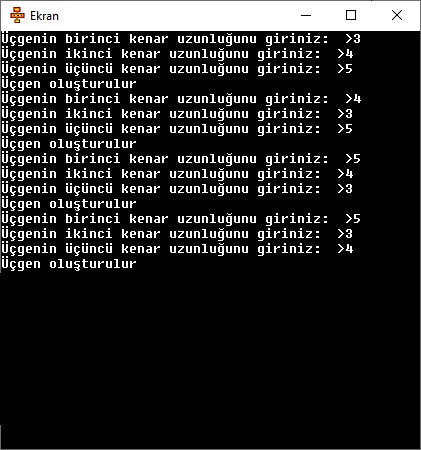 Ekran
Üçgenin birinci kenar uzunluğunu giriniz: >3
Üçgenin ikinci kenar uzunluğunu giriniz: >4
Üçgenin üçüncü kenar uzunluğunu giriniz: >5
Üçgen oluşturulur
Üçgenin birinci kenar uzunluğunu giriniz: >4
Üçgenin ikinci kenar uzunluğunu giriniz: >3
Üçgenin üçüncü kenar uzunluğunu giriniz: >5
Üçgen oluşturulur
Üçgenin birinci kenar uzunluğunu giriniz: >5
Üçgenin ikinci kenar uzunluğunu giriniz: >4
Üçgenin üçüncü kenar uzunluğunu giriniz: >3
Üçgen oluşturulur
Üçgenin birinci kenar uzunluğunu giriniz: >5
Üçgenin ikinci kenar uzunluğunu giriniz: >3
Üçgenin üçüncü kenar uzunluğunu giriniz: >4
Üçgen oluşturulur